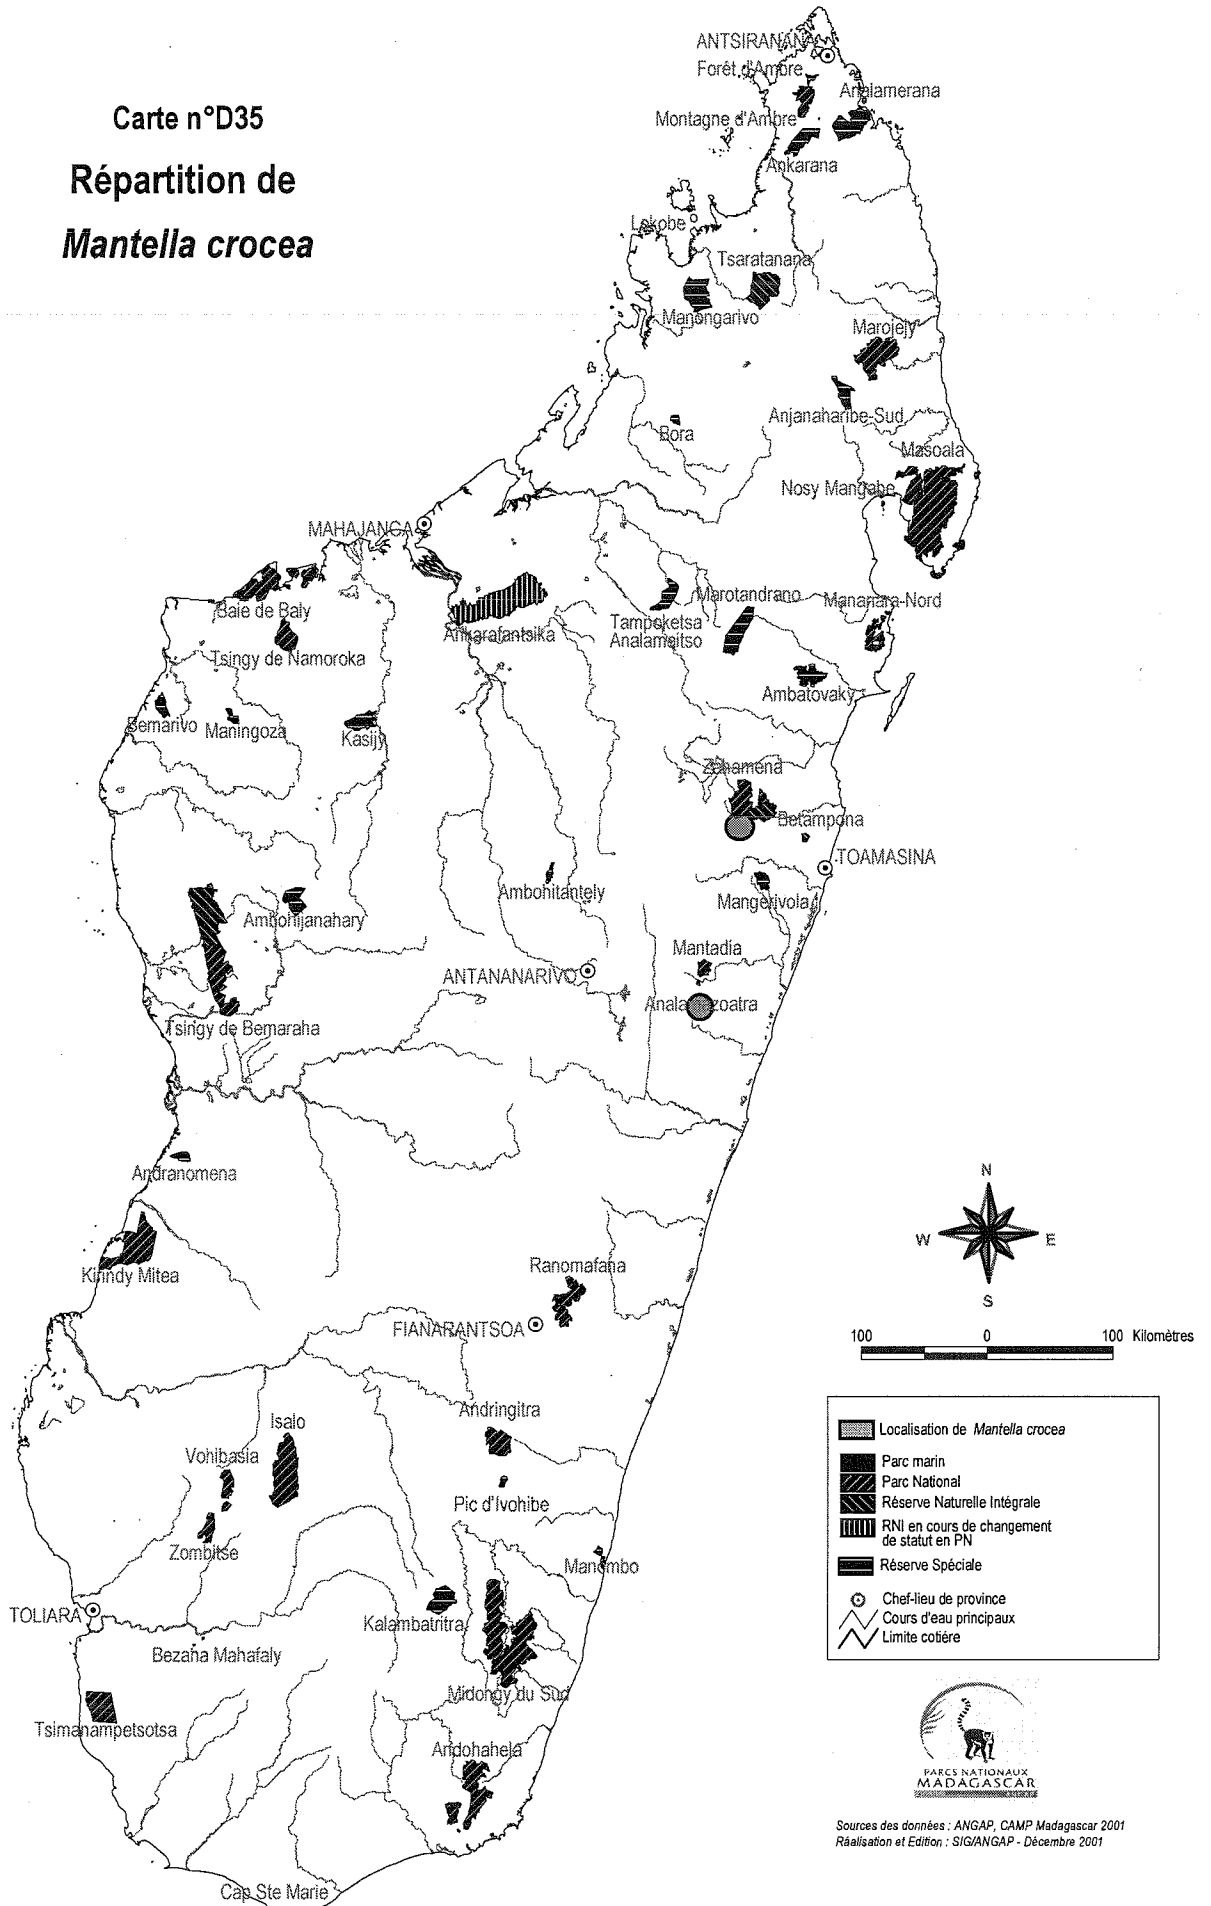 Carte n°D35
Répartition de
Mantella crocea
ANTSIRANANA
Forêt d'Ambre
Analamerana
Montagne d'Ambre
Ankarana
Lokobe
Tsaratanana
Manongarivo
Marojejy
Anjanaharibe-Sud
Bora
Masoala
Nosy Mangabe
MAHAJANGA
Baie de Baly
Ankarafantsika
Tampoketsa
Analamaitso
Marotandrano
Mananara-Nord
Tsingy de Namoroka
Ambatovaky
Bemarivo
Maningoza
Kasijy
Zahamena
Betampona
TOAMASINA
Ambohitantely
Mangerivola
Ambohijanahary
Mantadia
ANTANANARIVO
Analamazoatra
Tsingy de Bemaraha
Andranomena
N
W
E
S
Kirindy Mitea
Ranomafana
FIANARANTSOA
100 0 100 Kilomètres
Andringitra
Isalo
Vohibasia
Pic d'Ivohibe
Zombitse
Manombo
TOLIARA
Kalambatritra
Bezaha Mahafaly
Midongy du Sud
Tsimanampetsotsa
Andohahela
Cap Ste Marie
Localisation de Mantella crocea
Parc marin
Parc National
Réserve Naturelle Intégrale
RNI en cours de changement
de statut en PN
Réserve Spéciale
Chef-lieu de province
Cours d'eau principaux
Limite cotière
PARCS NATIONAUX
MADAGASCAR
Sources des données : ANGAP, CAMP Madagascar 2001
Réalisation et Edition : SIG/ANGAP - Décembre 2001